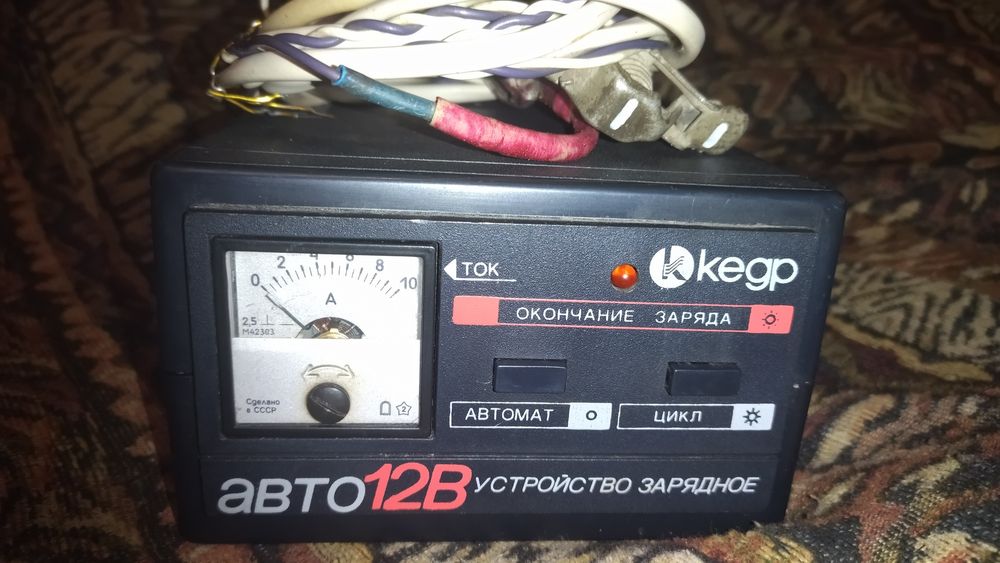 0 2 4 6 8 10
А
2,5
М42303
Сделано
в СССР
2
ТОК
кедр
ОКОНЧАНИЕ ЗАРЯДА
АВТОМАТ
ЦИКЛ
авто12В УСТРОЙСТВО ЗАРЯДНОЕ